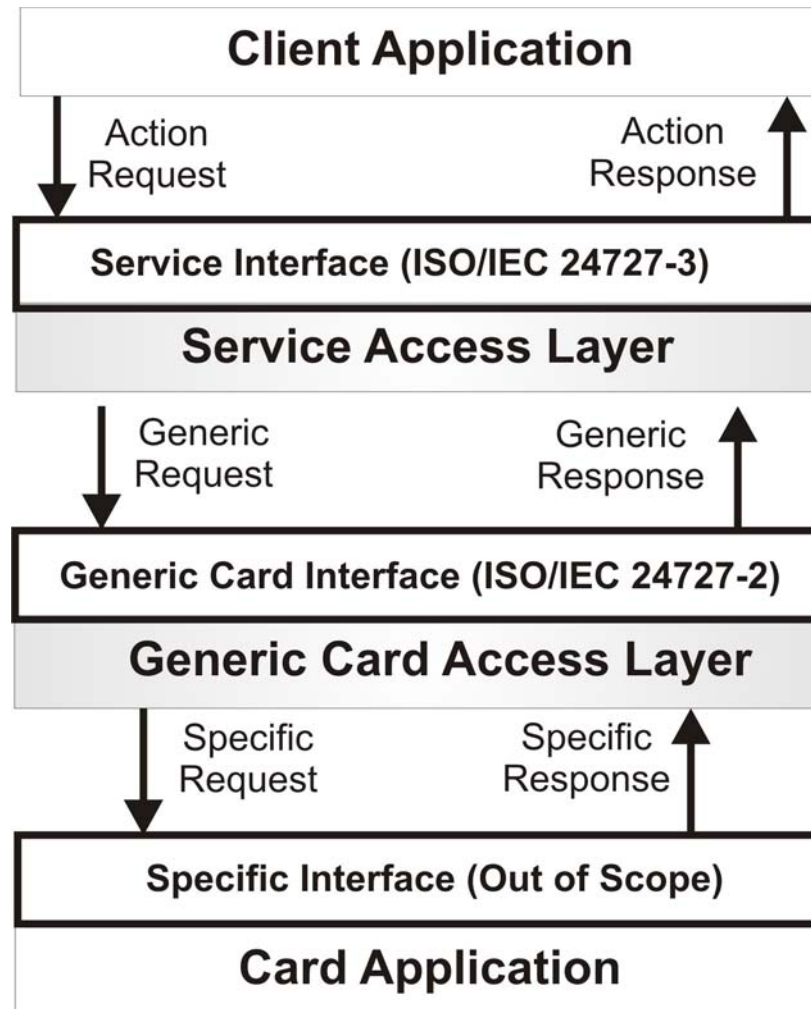 Client Application
Action
Request
Action
Response
Service Interface (ISO/IEC 24727-3)
Service Access Layer
Generic
Request
Generic
Response
Generic Card Interface (ISO/IEC 24727-2)
Generic Card Access Layer
Specific
Request
Specific
Response
Specific Interface (Out of Scope)
Card Application